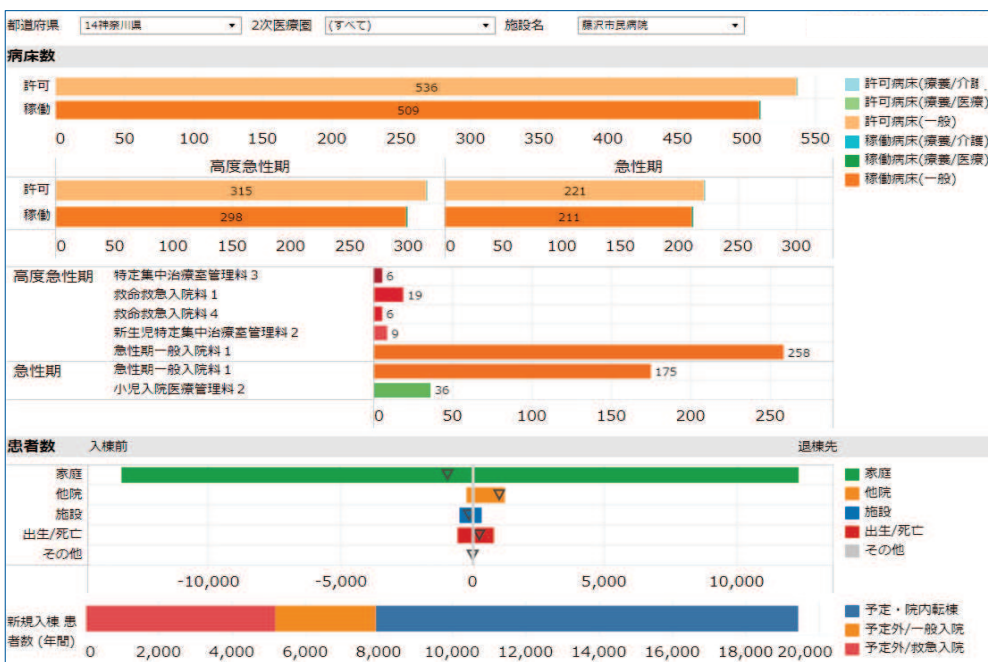 都道府県 14神奈川県 2次医療圏 (すべて) 施設名 藤沢市民病院
病床数
許可 536
稼働 509
0 50 100 150 200 250 300 350 400 450 500 550
許可病床(療養/介護
許可病床(療養/医療)
許可病床(一般)
稼働病床(療養/介護)
稼働病床(療養/医療)
稼働病床(一般)
高度急性期 急性期
許可 315 221
稼働 298 211
0 50 100 150 200 250 300 0 50 100 150 200 250 300
高度急性期 特定集中治療室管理料3 6
救命救急入院料1 19
救命救急入院料4 6
新生児特定集中治療室管理料2 9
急性期一般入院料1 258
急性期 急性期一般入院料1 175
小児入院医療管理料2 36
0 50 100 150 200 250
患者数 入棟前 退棟先
家庭
他院
施設
出生/死亡
その他
-10,000 -5,000 0 5,000 10,000
家庭
他院
施設
出生/死亡
その他
新規入棟 患
者数 (年間)
0 2,000 4,000 6,000 8,000 10,000 12,000 14,000 16,000 18,000 20,000
予定・院内転棟
予定外/一般入院
予定外/救急入院